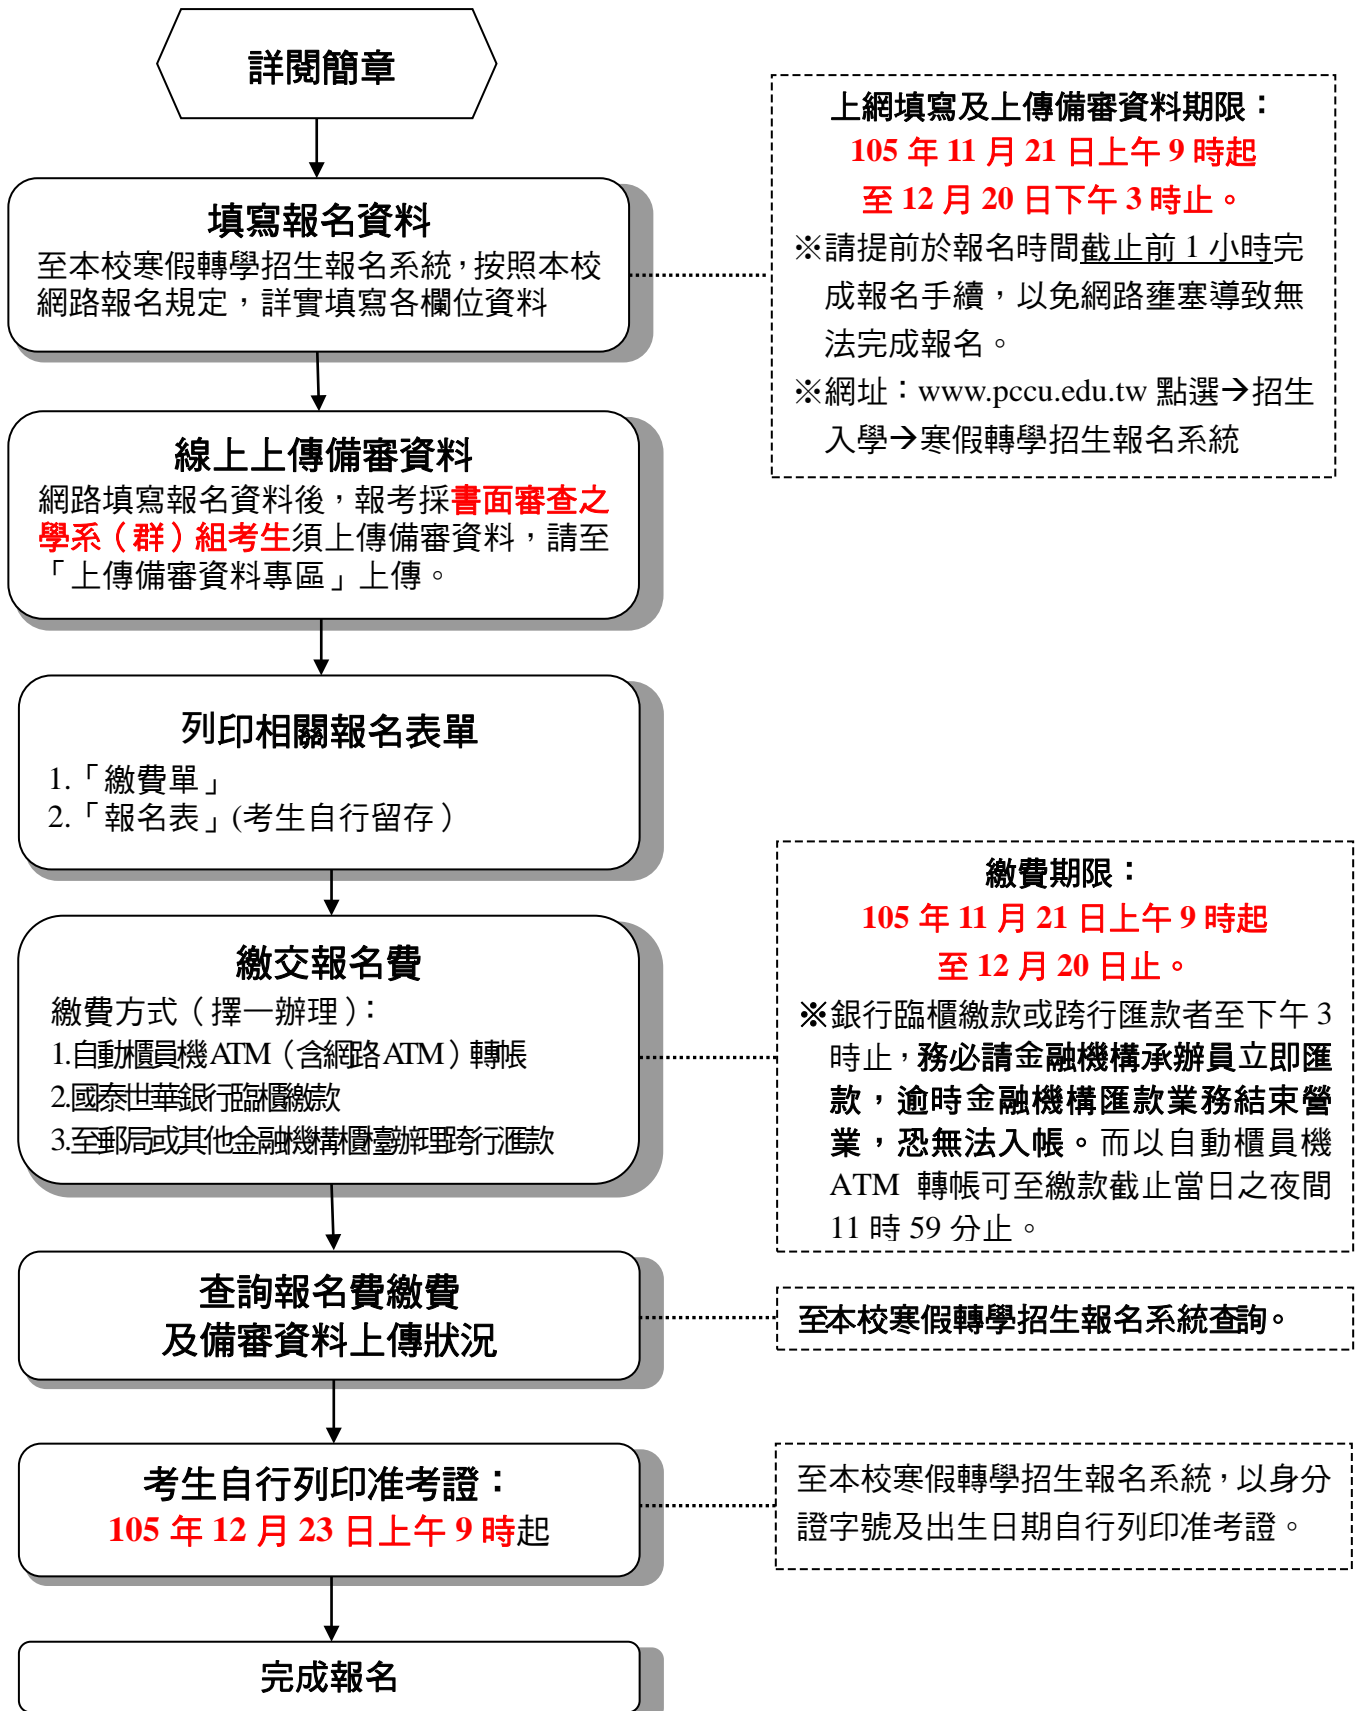 詳閱簡章
填寫報名資料
至本校寒假轉學招生報名系統，按照本校
網路報名規定，詳實填寫各欄位資料
上網填寫及上傳備審資料期限：
105 年 11 月 21 日上午 9 時起
至 12 月 20 日下午 3 時止。
※請提前於報名時間截止前 1 小時完
成報名手續，以免網路壅塞導致無
法完成報名。
※網址：www.pccu.edu.tw 點選→招生
入學→寒假轉學招生報名系統
線上上傳備審資料
網路填寫報名資料後，報考採書面審查之
學系（群）組考生須上傳備審資料，請至
「上傳備審資料專區」上傳。
列印相關報名表單
1.「繳費單」
2.「報名表」(考生自行留存）
繳交報名費
繳費方式（擇一辦理）：
1.自動櫃員機 ATM（含網路 ATM）轉帳
2.國泰世華銀行臨櫃繳款
3.至郵局或其他金融機構櫃檯辦理跨行匯款
繳費期限：
105 年 11 月 21 日上午 9 時起
至 12 月 20 日止。
※銀行臨櫃繳款或跨行匯款者至下午 3
時止，務必請金融機構承辦員立即匯
款，逾時金融機構匯款業務結束營
業，恐無法入帳。而以自動櫃員機
ATM 轉帳可至繳款截止當日之夜間
11 時 59 分止。
查詢報名費繳費
及備審資料上傳狀況
至本校寒假轉學招生報名系統查詢。
考生自行列印准考證：
105 年 12 月 23 日上午 9 時起
至本校寒假轉學招生報名系統，以身分
證字號及出生日期自行列印准考證。
完成報名